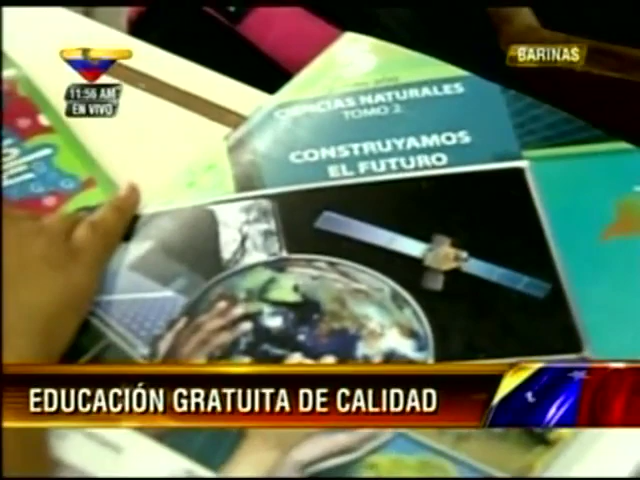 BARINAS
11:56 AM
EN VIVO
CIENCIAS NATURALES
TOMO 2
CONSTRUYAMOS
EL FUTURO
EDUCACIÓN GRATUITA DE CALIDAD